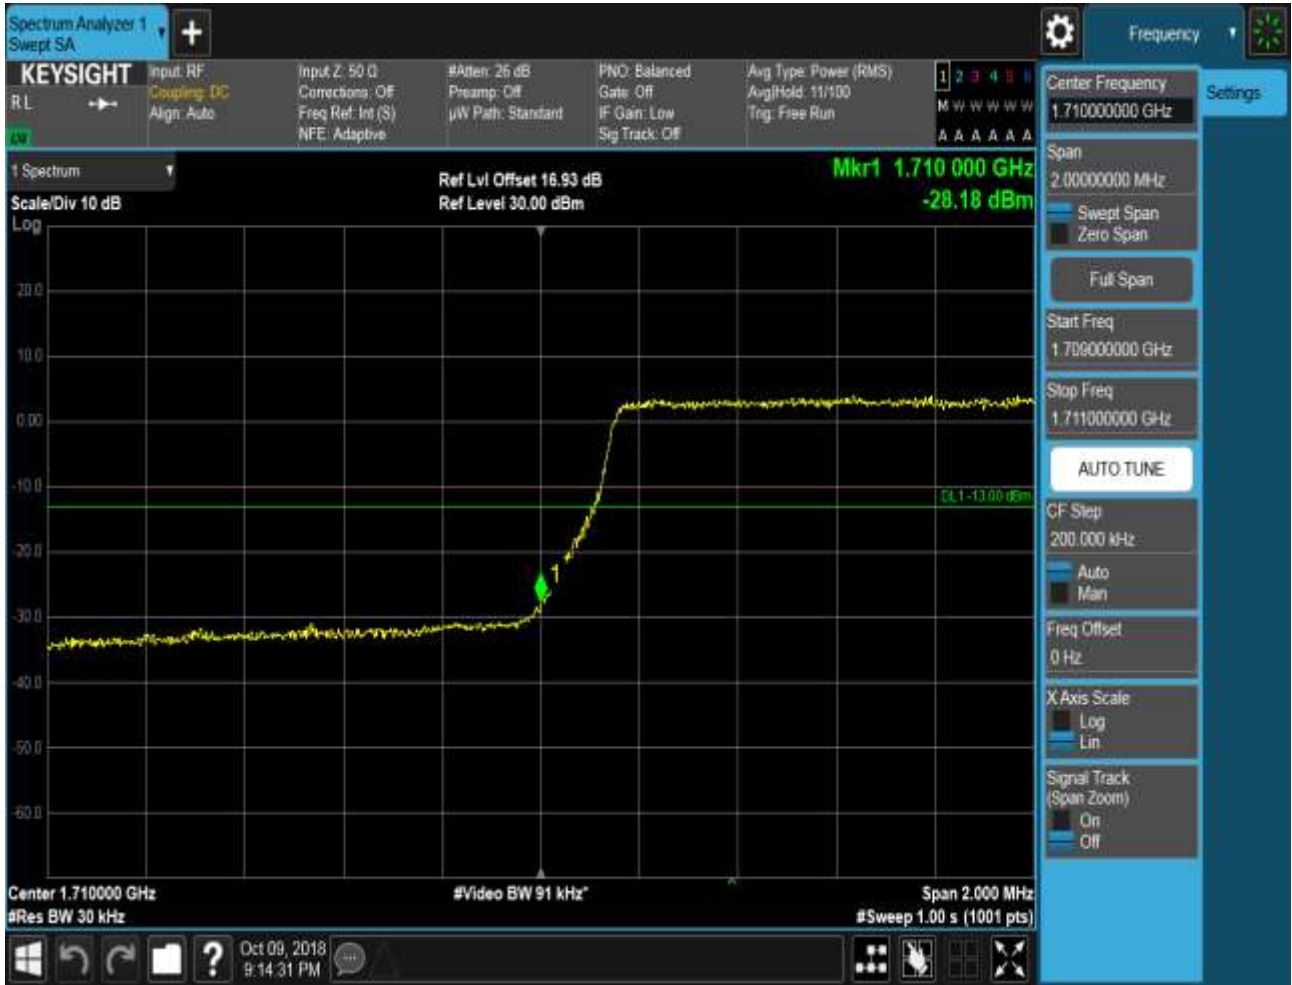 Spectrum Analyzer 1
Swept SA
+
Frequency
KEYSIGHT
R L
LXI
Input: RF
Coupling: DC
Align: Auto
Input Z: 50 Ω
Corrections: Off
Freq Ref: Int (S)
NFE: Adaptive
#Atten: 26 dB
Preamp: Off
µW Path: Standard
PNO: Balanced
Gate: Off
IF Gain: Low
Sig Track: Off
Avg Type: Power (RMS)
Avg|Hold: 11/100
Trig: Free Run
1 2 3 4 5 6
M W W W W W
A A A A A A
1 Spectrum
Scale/Div 10 dB
Log
Ref Lvl Offset 16.93 dB
Ref Level 30.00 dBm
Mkr1 1.710 000 GHz
-28.18 dBm
20.0
10.0
0.00
-10.0
-20.0
-30.0
-40.0
-50.0
-60.0
DL1 -13.00 dBm
1
Center 1.710000 GHz
#Res BW 30 kHz
#Video BW 91 kHz*
Span 2.000 MHz
#Sweep 1.00 s (1001 pts)
?
Oct 09, 2018
9:14:31 PM
Center Frequency
1.710000000 GHz
Settings
Span
2.00000000 MHz
Swept Span
Zero Span
Full Span
Start Freq
1.709000000 GHz
Stop Freq
1.711000000 GHz
AUTO TUNE
CF Step
200.000 kHz
Auto
Man
Freq Offset
0 Hz
X Axis Scale
Log
Lin
Signal Track
(Span Zoom)
On
Off